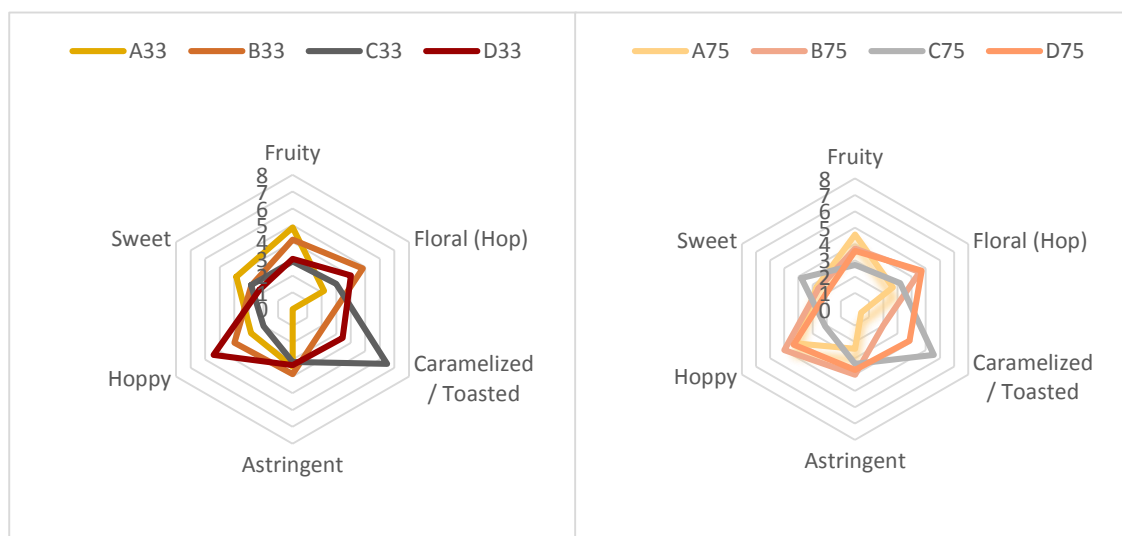 A33 B33 C33 D33
Fruity
8
7
6
5
4
3
2
1
0
Sweet
Floral (Hop)
Hoppy
Caramelized
/ Toasted
Astringent
A75 B75 C75 D75
Fruity
8
7
6
5
4
3
2
1
0
Sweet
Floral (Hop)
Hoppy
Caramelized
/ Toasted
Astringent